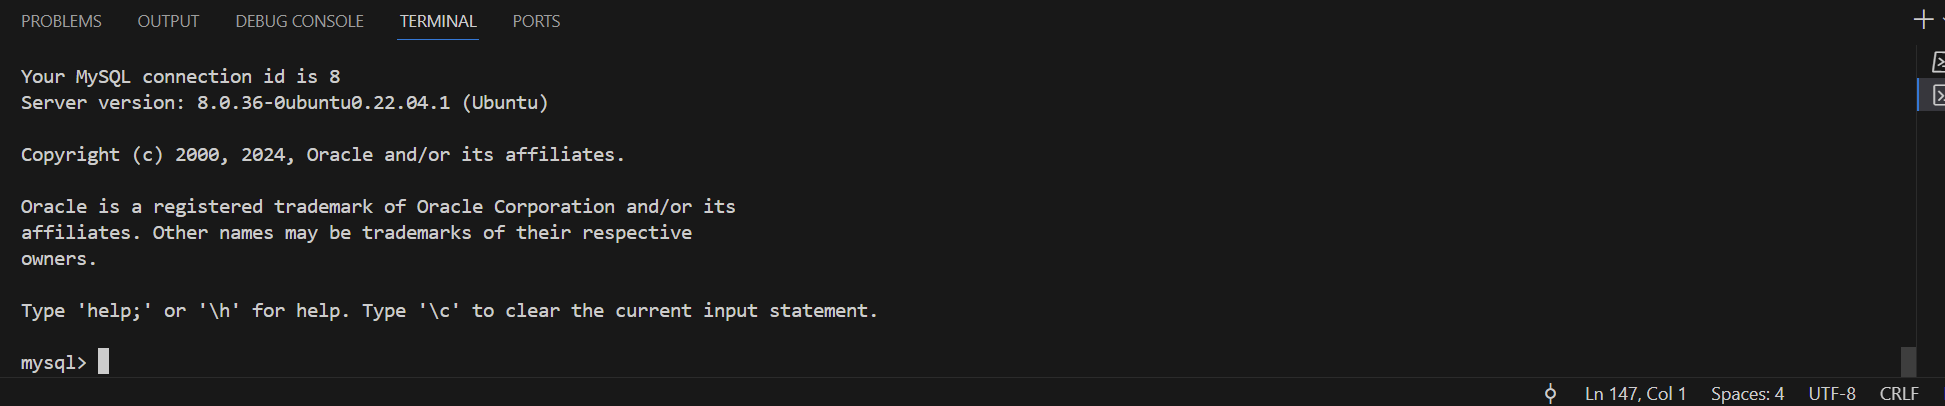 PROBLEMS OUTPUT DEBUG CONSOLE TERMINAL PORTS
Your MySQL connection id is 8
Server version: 8.0.36-0ubuntu0.22.04.1 (Ubuntu)
Copyright (c) 2000, 2024, Oracle and/or its affiliates.
Oracle is a registered trademark of Oracle Corporation and/or its
affiliates. Other names may be trademarks of their respective
owners.
Type 'help;' or '\h' for help. Type '\c' to clear the current input statement.
mysql>
Ln 147, Col 1 Spaces: 4 UTF-8 CRLF